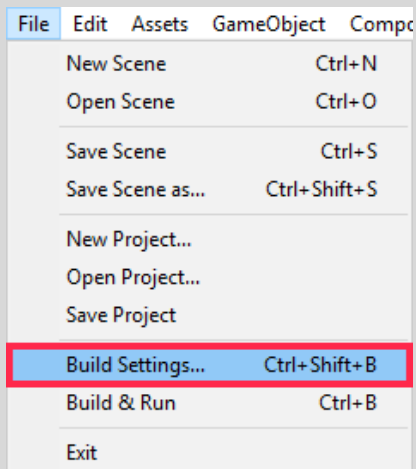 File Edit Assets GameObject Compo
New Scene Ctrl+N
Open Scene Ctrl+O
Save Scene Ctrl+S
Save Scene as... Ctrl+Shift+S
New Project...
Open Project...
Save Project
Build Settings... Ctrl+Shift+B
Build & Run Ctrl+B
Exit